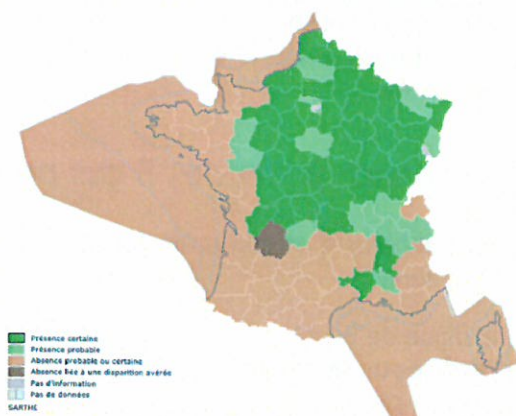 Présence certaine
Présence probable
Absence probable ou certaine
Absence liée à une disparition avérée
Pas d'information
Pas de données
SARTHE